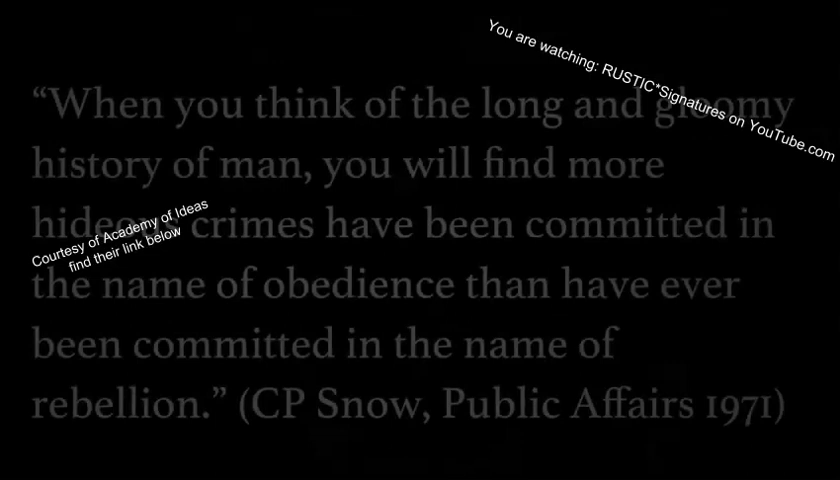 You are watching: RUSTIC*Signatures on YouTube.com
“When you think of the long and gloomy
history of man, you will find more
hideous crimes have been committed in
the name of obedience than have ever
been committed in the name of
rebellion.” (CP Snow, Public Affairs 1971)
Courtesy of Academy of Ideas
find their link below